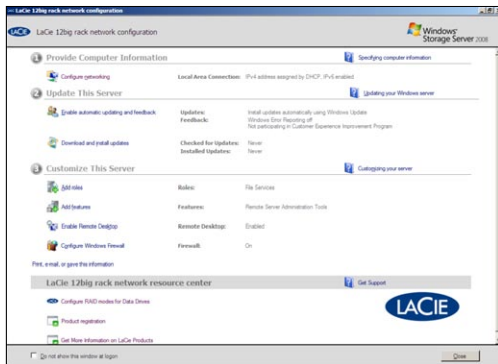 LaCie 12big rack network configuration
LACIE LaCie 12big rack network configuration
Windows Storage Server 2008
1 Provide Computer Information
Specifying computer information
Configure networking
Local Area Connection: IPv4 address assigned by DHCP, IPv6 enabled
2 Update This Server
Updating your Windows server
Enable automatic updating and feedback
Updates: Install updates automatically using Windows Update
Feedback: Windows Error Reporting off
Not participating in Customer Experience Improvement Program
Download and install updates
Checked for Updates: Never
Installed Updates: Never
3 Customize This Server
Customizing your server
Add roles
Roles: File Services
Add features
Features: Remote Server Administration Tools
Enable Remote Desktop
Remote Desktop: Enabled
Configure Windows Firewall
Firewall: On
Print, e-mail, or save this information
LaCie 12big rack network resource center
Get Support
Configure RAID modes for Data Drives
LACIE
Product registration
Get More Information on LaCie Products
Do not show this window at logon
Close